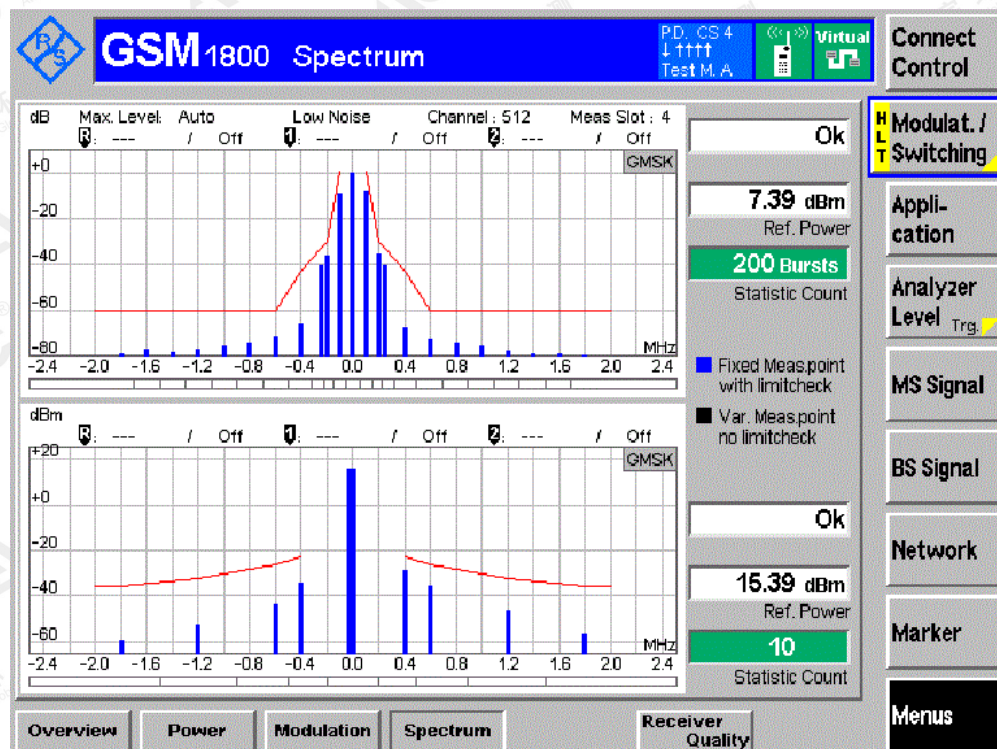 R S
GSM 1800 Spectrum
PD, CS 4
↓ ↑↑↑↑
Test M. A.
Virtual
Connect
Control
dB Max. Level: Auto Low Noise Channel : 512 Meas Slot : 4
R: --- / Off 1: --- / Off 2: --- / Off
GMSK
+0
-20
-40
-60
-80
MHz
-2.4 -2.0 -1.6 -1.2 -0.8 -0.4 0.0 0.4 0.8 1.2 1.6 2.0 2.4
Ok
7.39 dBm
Ref. Power
200 Bursts
Statistic Count
Fixed Meas.point
with limitcheck
Var. Meas.point
no limitcheck
dBm
R: --- / Off 1: --- / Off 2: --- / Off
GMSK
+20
+0
-20
-40
-60
MHz
-2.4 -2.0 -1.6 -1.2 -0.8 -0.4 0.0 0.4 0.8 1.2 1.6 2.0 2.4
Ok
15.39 dBm
Ref. Power
10
Statistic Count
HLT
Modulat. /
Switching
Appli-
cation
Analyzer
Level Trg.
MS Signal
BS Signal
Network
Marker
Menus
Overview
Power
Modulation
Spectrum
Receiver
Quality